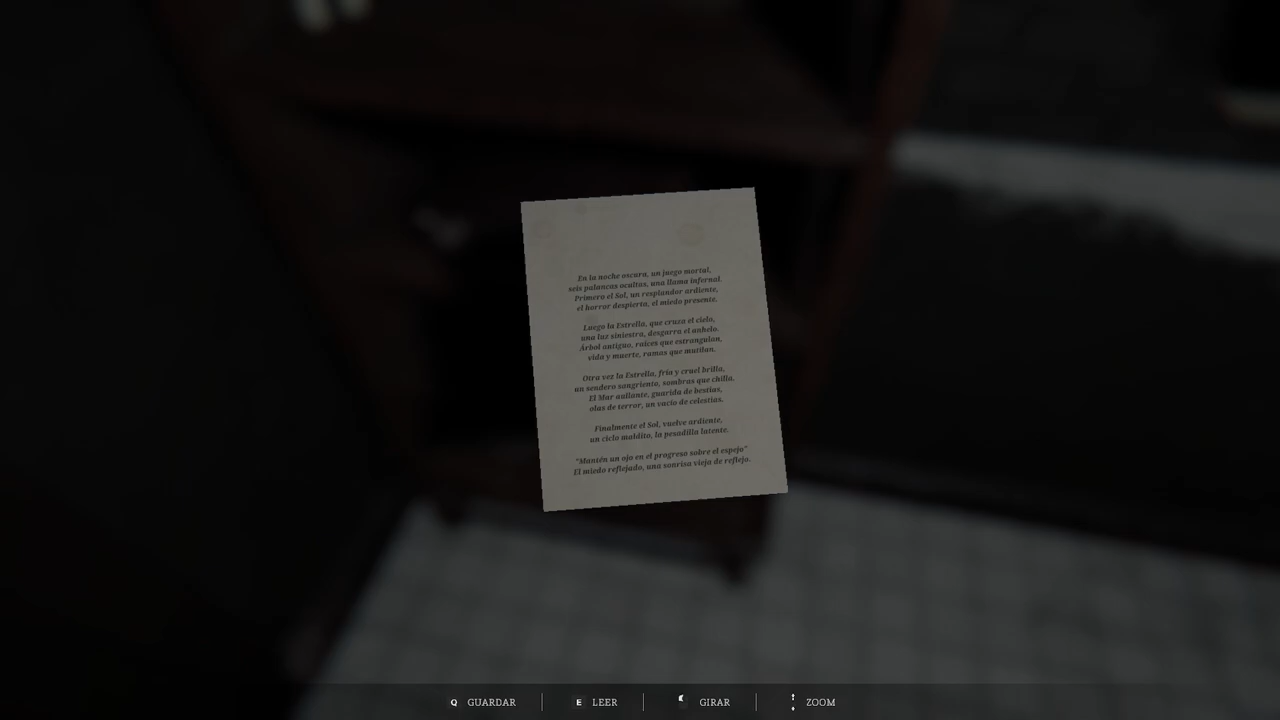 En la noche oscura, un juego mortal,
seis palancas ocultas, una llama infernal.
Primero el Sol, un resplandor ardiente,
el horror despierta, el miedo presente.
Luego la Estrella, que cruza el cielo,
una luz siniestra, desgarra el anhelo.
Árbol antiguo, raíces que estrangulan,
vida y muerte, ramas que mutilan.
Otra vez la Estrella, fría y cruel brilla,
un sendero sangriento, sombras que chilla.
El Mar aullante, guarida de bestias,
olas de terror, un vacío de celestias.
Finalmente el Sol, vuelve ardiente,
un ciclo maldito, la pesadilla latente.
"Mantén un ojo en el progreso sobre el espejo"
El miedo reflejado, una sonrisa vieja de reflejo.
Q GUARDAR
E LEER
GIRAR
ZOOM